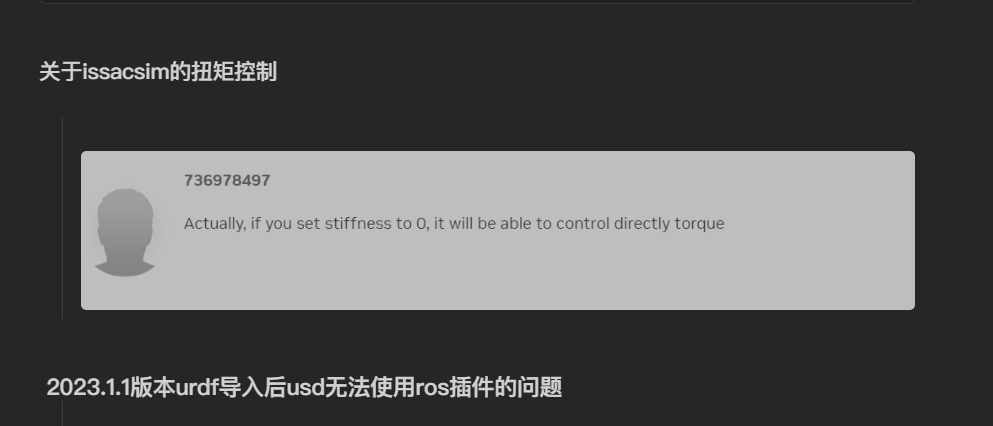 关于issacsim的扭矩控制
736978497
Actually, if you set stiffness to 0, it will be able to control directly torque
2023.1.1版本urdf导入后usd无法使用ros插件的问题